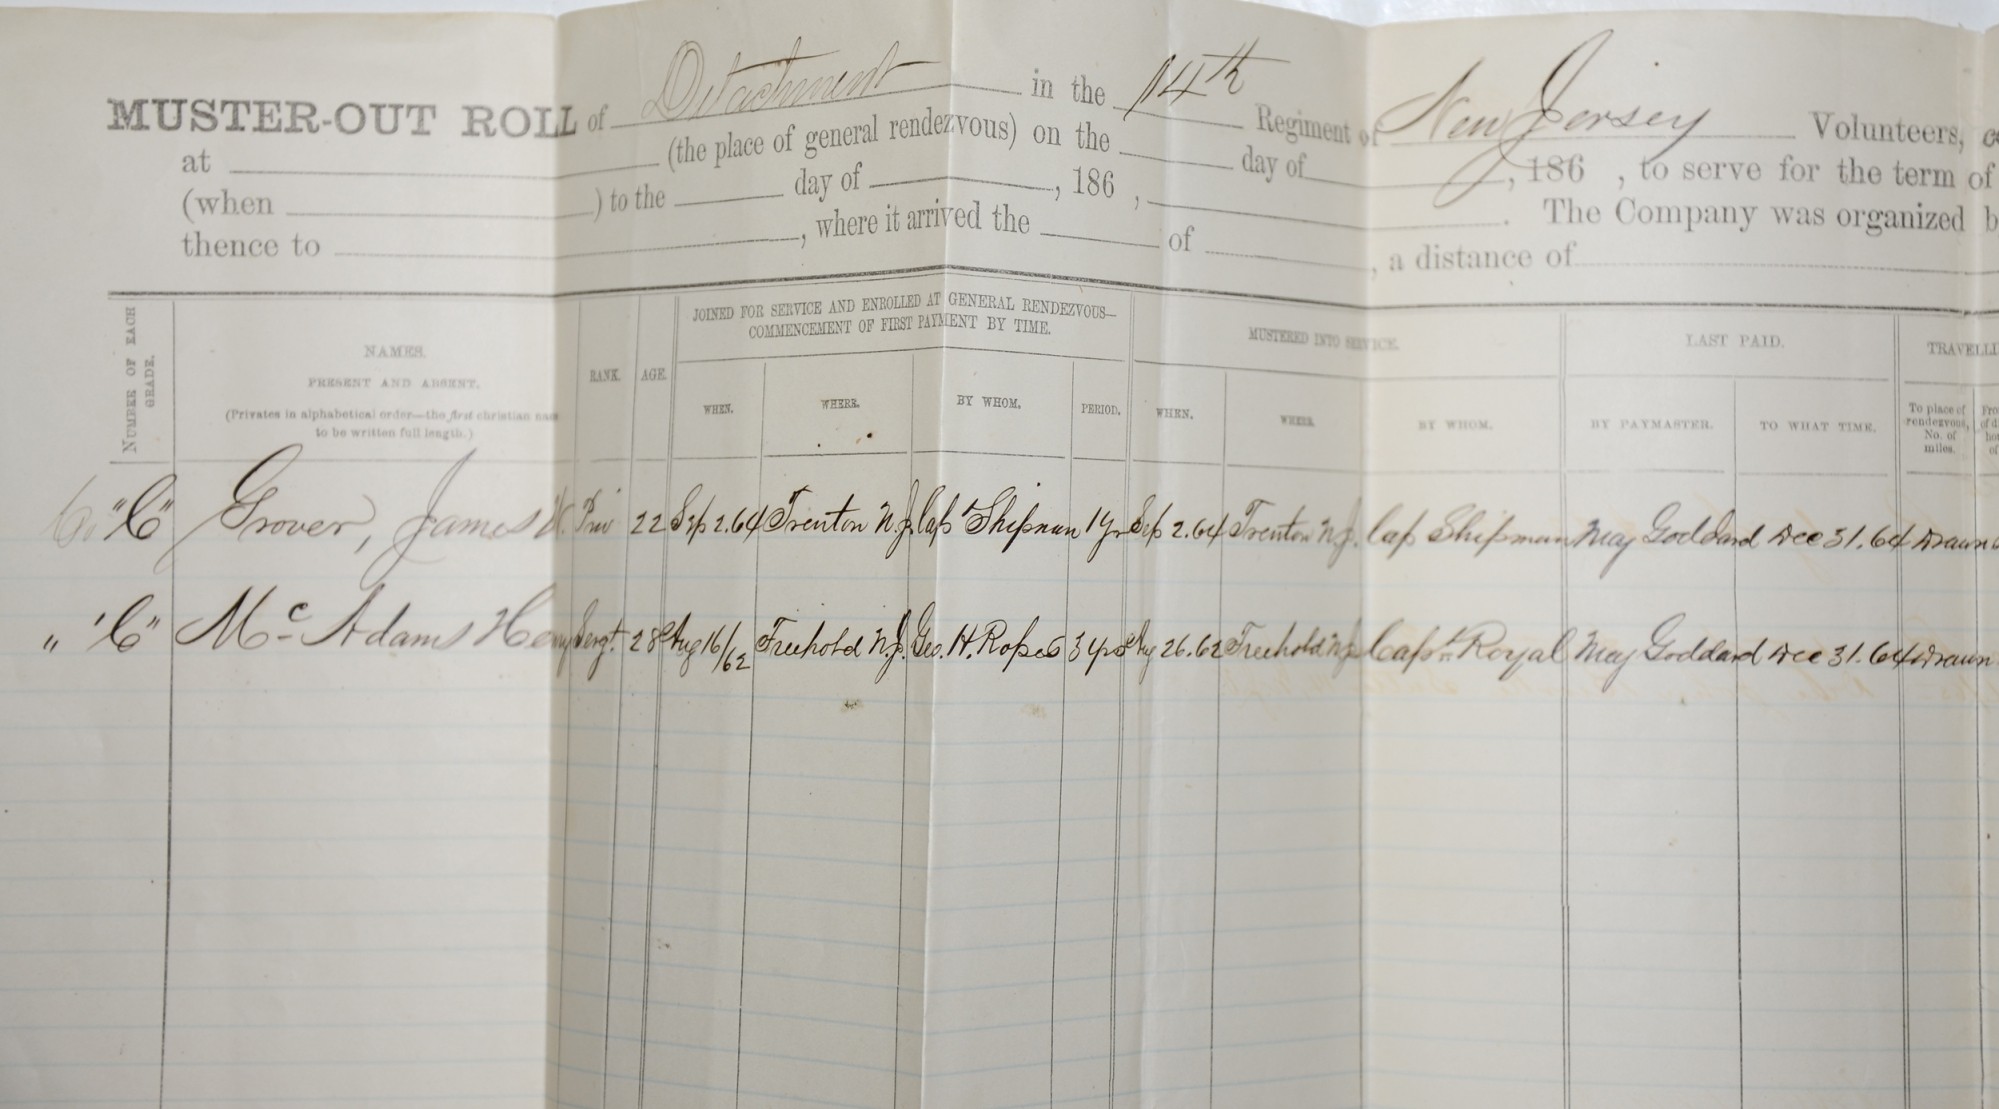 MUSTER-OUT ROLL of Detachment in the 14th Regiment of New Jersey Volunteers,
at (the place of general rendezvous) on the day of , 186 , to serve for the term of
(when ) to the day of , 186 , . The Company was organized b
thence to , where it arrived the of , a distance of
NUMBER OF EACH GRADE.
NAMES.
PRESENT AND ABSENT.
(Privates in alphabetical order—the first christian name
to be written full length.)
RANK.
AGE.
JOINED FOR SERVICE AND ENROLLED AT GENERAL RENDEZVOUS—
COMMENCEMENT OF FIRST PAYMENT BY TIME.
WHEN.
WHERE.
BY WHOM.
PERIOD.
MUSTERED INTO SERVICE.
WHEN.
WHERE.
BY WHOM.
LAST PAID.
BY PAYMASTER.
TO WHAT TIME.
TRAVELLI
To place of
rendezvous,
No. of
miles.
Co "C" Grover, James W. Priv 22 Sep 2.64 Trenton N.J. Capt Shipman 1 yr Sep 2.64 Trenton N.J. Cap Shipman Maj Goddard Dec 31.64 Drawn
" "C" Mc Adams Henry Sergt. 28 Aug 16/62 Freehold N.J. Geo. H. Ropes 3 yrs Aug 26.62 Freehold N.J. Capt Royal Maj Goddard Dec 31.64 Drawn